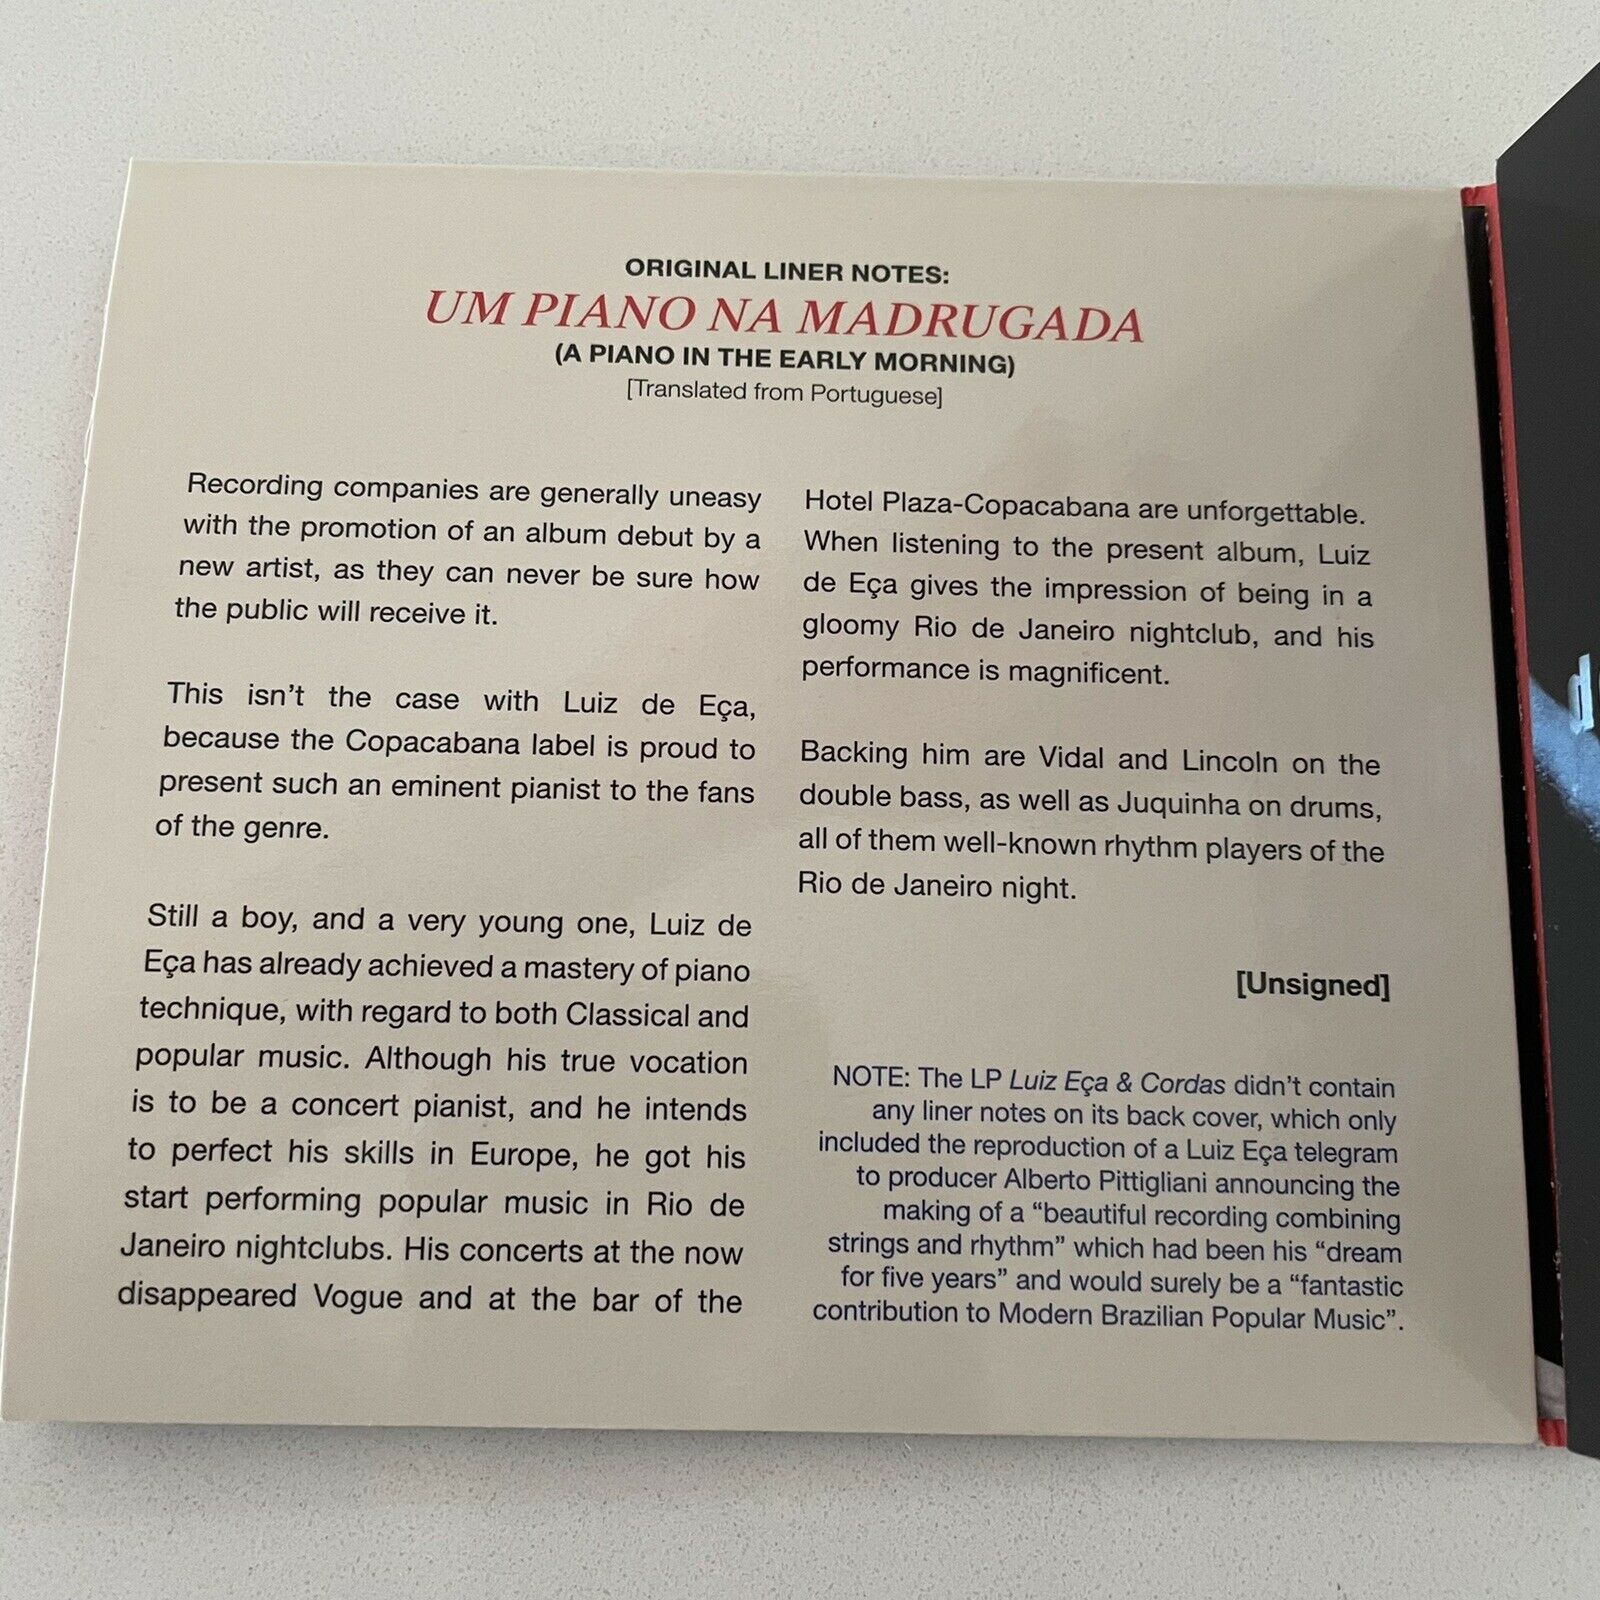 ORIGINAL LINER NOTES:
UM PIANO NA MADRUGADA
(A PIANO IN THE EARLY MORNING)
[Translated from Portuguese]
Recording companies are generally uneasy
with the promotion of an album debut by a
new artist, as they can never be sure how
the public will receive it.
This isn't the case with Luiz de Eça,
because the Copacabana label is proud to
present such an eminent pianist to the fans
of the genre.
Still a boy, and a very young one, Luiz de
Eça has already achieved a mastery of piano
technique, with regard to both Classical and
popular music. Although his true vocation
is to be a concert pianist, and he intends
to perfect his skills in Europe, he got his
start performing popular music in Rio de
Janeiro nightclubs. His concerts at the now
disappeared Vogue and at the bar of the
Hotel Plaza-Copacabana are unforgettable.
When listening to the present album, Luiz
de Eça gives the impression of being in a
gloomy Rio de Janeiro nightclub, and his
performance is magnificent.
Backing him are Vidal and Lincoln on the
double bass, as well as Juquinha on drums,
all of them well-known rhythm players of the
Rio de Janeiro night.
[Unsigned]
NOTE: The LP Luiz Eça & Cordas didn't contain
any liner notes on its back cover, which only
included the reproduction of a Luiz Eça telegram
to producer Alberto Pittigliani announcing the
making of a “beautiful recording combining
strings and rhythm” which had been his “dream
for five years” and would surely be a “fantastic
contribution to Modern Brazilian Popular Music”.